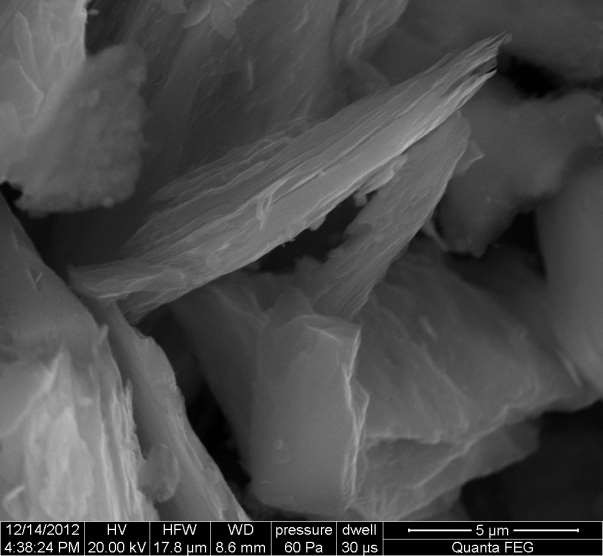 12/14/2012 HV HFW WD pressure dwell 5 µm
4:38:24 PM 20.00 kV 17.8 µm 8.6 mm 60 Pa 30 µs Quanta FEG